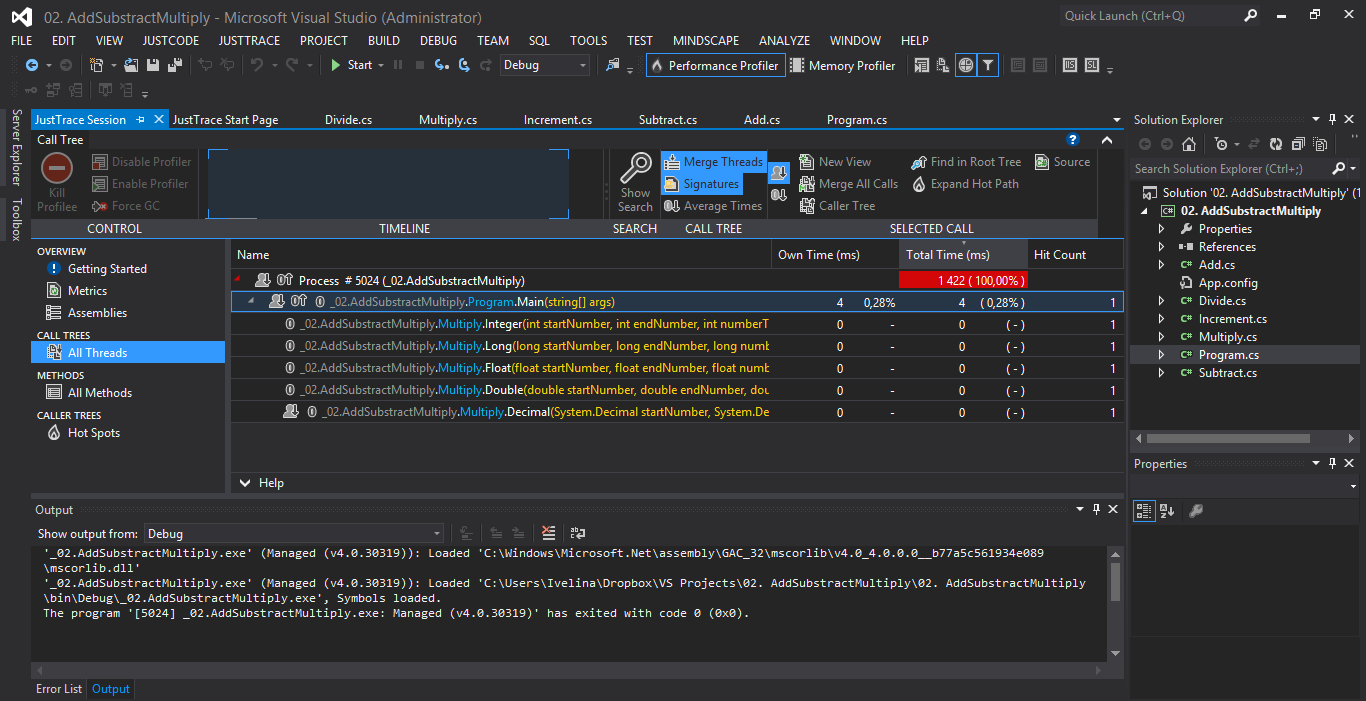 02. AddSubstractMultiply - Microsoft Visual Studio (Administrator)
Quick Launch (Ctrl+Q)
FILE EDIT VIEW JUSTCODE JUSTTRACE PROJECT BUILD DEBUG TEAM SQL TOOLS TEST MINDSCAPE ANALYZE WINDOW HELP
Start Debug Performance Profiler Memory Profiler
Server Explorer
Toolbox
JustTrace Session JustTrace Start Page Divide.cs Multiply.cs Increment.cs Subtract.cs Add.cs Program.cs
Call Tree
Kill Profilee
Disable Profiler
Enable Profiler
Force GC
Show Search
Merge Threads
Signatures
Average Times
New View
Merge All Calls
Caller Tree
Find in Root Tree
Expand Hot Path
Source
CONTROL TIMELINE SEARCH CALL TREE SELECTED CALL
OVERVIEW
Getting Started
Metrics
Assemblies
CALL TREES
All Threads
METHODS
All Methods
CALLER TREES
Hot Spots
Name Own Time (ms) Total Time (ms) Hit Count
Process # 5024 (_02.AddSubstractMultiply) 1 422 ( 100,00% )
_02.AddSubstractMultiply.Program.Main(string[] args) 4 0,28% 4 ( 0,28% ) 1
_02.AddSubstractMultiply.Multiply.Integer(int startNumber, int endNumber, int numberT 0 - 0 ( - ) 1
_02.AddSubstractMultiply.Multiply.Long(long startNumber, long endNumber, long numb 0 - 0 ( - ) 1
_02.AddSubstractMultiply.Multiply.Float(float startNumber, float endNumber, float numb 0 - 0 ( - ) 1
_02.AddSubstractMultiply.Multiply.Double(double startNumber, double endNumber, dou 0 - 0 ( - ) 1
_02.AddSubstractMultiply.Multiply.Decimal(System.Decimal startNumber, System.De 0 - 0 ( - ) 1
Help
Output
Show output from: Debug
'_02.AddSubstractMultiply.exe' (Managed (v4.0.30319)): Loaded 'C:\Windows\Microsoft.Net\assembly\GAC_32\mscorlib\v4.0_4.0.0.0__b77a5c561934e089
\mscorlib.dll'
'_02.AddSubstractMultiply.exe' (Managed (v4.0.30319)): Loaded 'C:\Users\Ivelina\Dropbox\VS Projects\02. AddSubstractMultiply\02. AddSubstractMultiply
\bin\Debug\_02.AddSubstractMultiply.exe', Symbols loaded.
The program '[5024] _02.AddSubstractMultiply.exe: Managed (v4.0.30319)' has exited with code 0 (0x0).
Error List Output
Solution Explorer
Search Solution Explorer (Ctrl+;)
Solution '02. AddSubstractMultiply' (1
02. AddSubstractMultiply
Properties
References
Add.cs
App.config
Divide.cs
Increment.cs
Multiply.cs
Program.cs
Subtract.cs
Properties